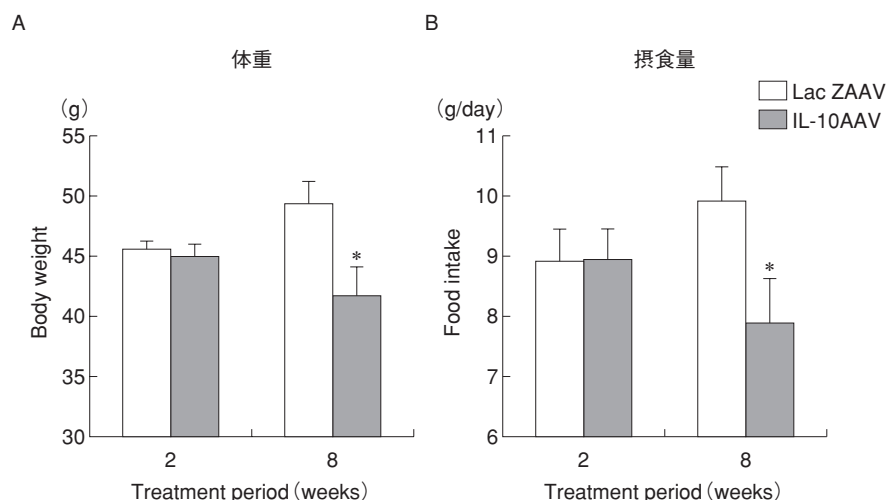 A
体重
(g)
55
50
45
40
35
30
Body weight
*
2
8
Treatment period(weeks)
B
摂食量
(g/day)
11
10
9
8
7
6
Food intake
*
2
8
Treatment period(weeks)
Lac ZAAV
IL-10AAV